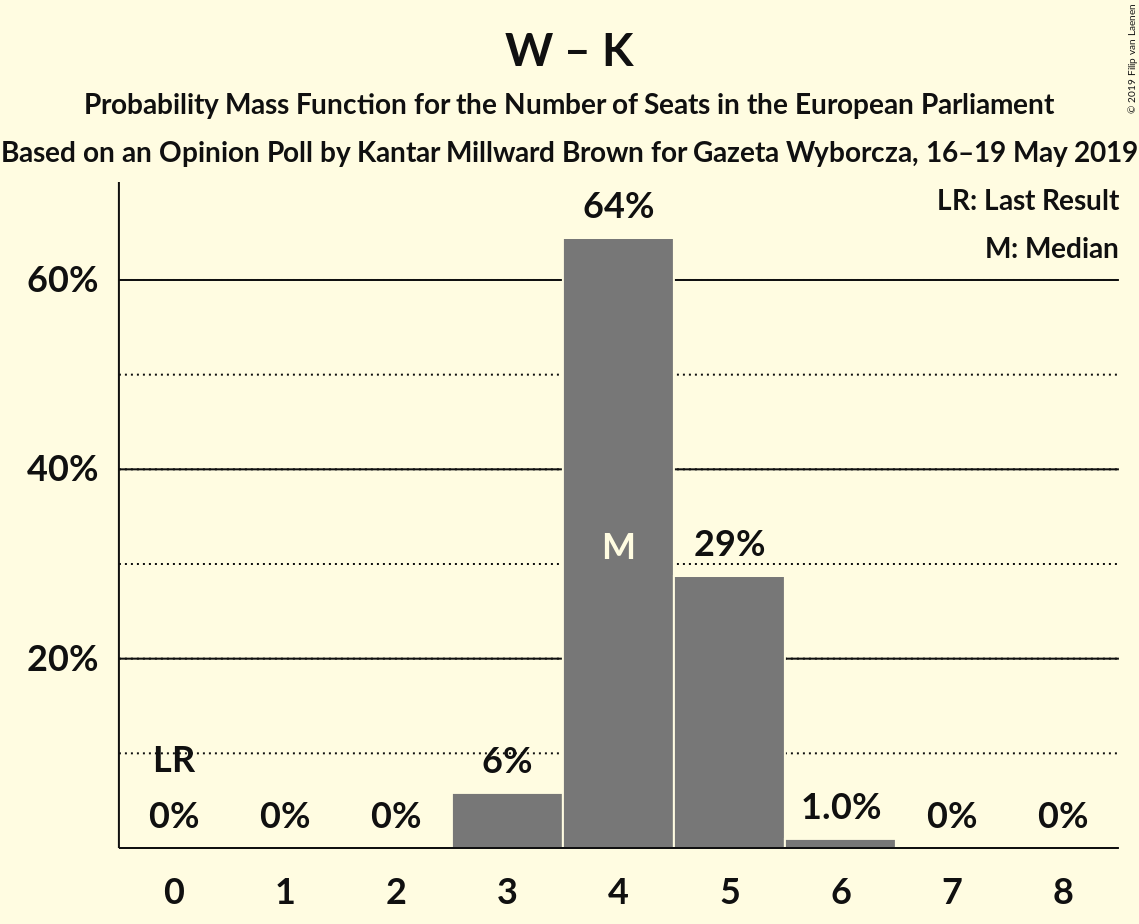 W – K
Probability Mass Function for the Number of Seats in the European Parliament
Based on an Opinion Poll by Kantar Millward Brown for Gazeta Wyborcza, 16–19 May 2019
© 2019 Filip van Laenen
LR: Last Result
M: Median
64%
60%
40%
M
29%
20%
LR
6%
0% 0% 0% 1.0% 0% 0%
0 1 2 3 4 5 6 7 8